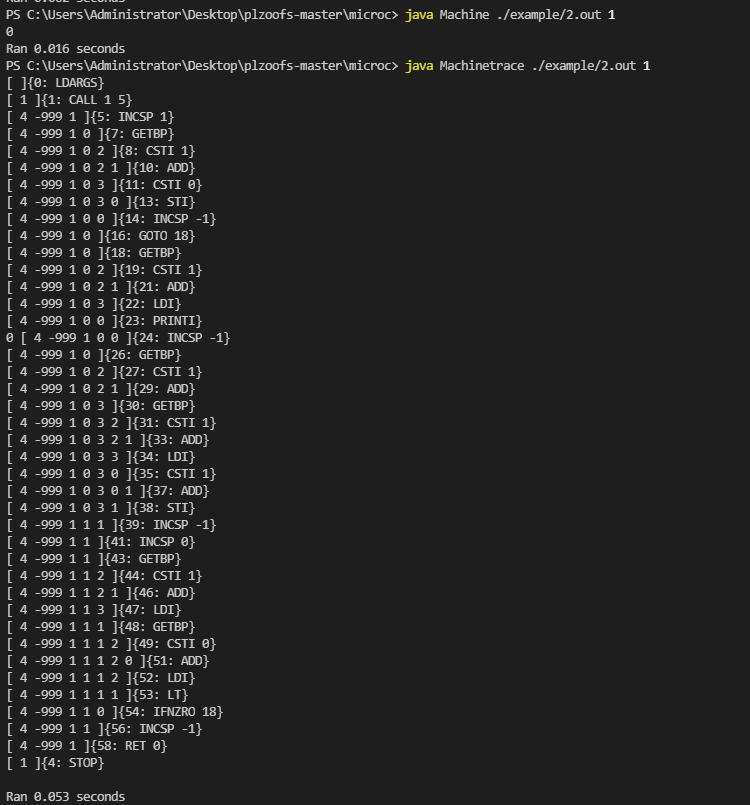 Ran 0.002 seconds
PS C:\Users\Administrator\Desktop\plzoofs-master\microc> java Machine ./example/2.out 1
0
Ran 0.016 seconds
PS C:\Users\Administrator\Desktop\plzoofs-master\microc> java Machinetrace ./example/2.out 1
[ ]{0: LDARGS}
[ 1 ]{1: CALL 1 5}
[ 4 -999 1 ]{5: INCSP 1}
[ 4 -999 1 0 ]{7: GETBP}
[ 4 -999 1 0 2 ]{8: CSTI 1}
[ 4 -999 1 0 2 1 ]{10: ADD}
[ 4 -999 1 0 3 ]{11: CSTI 0}
[ 4 -999 1 0 3 0 ]{13: STI}
[ 4 -999 1 0 0 ]{14: INCSP -1}
[ 4 -999 1 0 ]{16: GOTO 18}
[ 4 -999 1 0 ]{18: GETBP}
[ 4 -999 1 0 2 ]{19: CSTI 1}
[ 4 -999 1 0 2 1 ]{21: ADD}
[ 4 -999 1 0 3 ]{22: LDI}
[ 4 -999 1 0 0 ]{23: PRINTI}
0 [ 4 -999 1 0 0 ]{24: INCSP -1}
[ 4 -999 1 0 ]{26: GETBP}
[ 4 -999 1 0 2 ]{27: CSTI 1}
[ 4 -999 1 0 2 1 ]{29: ADD}
[ 4 -999 1 0 3 ]{30: GETBP}
[ 4 -999 1 0 3 2 ]{31: CSTI 1}
[ 4 -999 1 0 3 2 1 ]{33: ADD}
[ 4 -999 1 0 3 3 ]{34: LDI}
[ 4 -999 1 0 3 0 ]{35: CSTI 1}
[ 4 -999 1 0 3 0 1 ]{37: ADD}
[ 4 -999 1 0 3 1 ]{38: STI}
[ 4 -999 1 1 1 ]{39: INCSP -1}
[ 4 -999 1 1 ]{41: INCSP 0}
[ 4 -999 1 1 ]{43: GETBP}
[ 4 -999 1 1 2 ]{44: CSTI 1}
[ 4 -999 1 1 2 1 ]{46: ADD}
[ 4 -999 1 1 3 ]{47: LDI}
[ 4 -999 1 1 1 ]{48: GETBP}
[ 4 -999 1 1 1 2 ]{49: CSTI 0}
[ 4 -999 1 1 1 2 0 ]{51: ADD}
[ 4 -999 1 1 1 2 ]{52: LDI}
[ 4 -999 1 1 1 1 ]{53: LT}
[ 4 -999 1 1 0 ]{54: IFNZRO 18}
[ 4 -999 1 1 ]{56: INCSP -1}
[ 4 -999 1 ]{58: RET 0}
[ 1 ]{4: STOP}
Ran 0.053 seconds